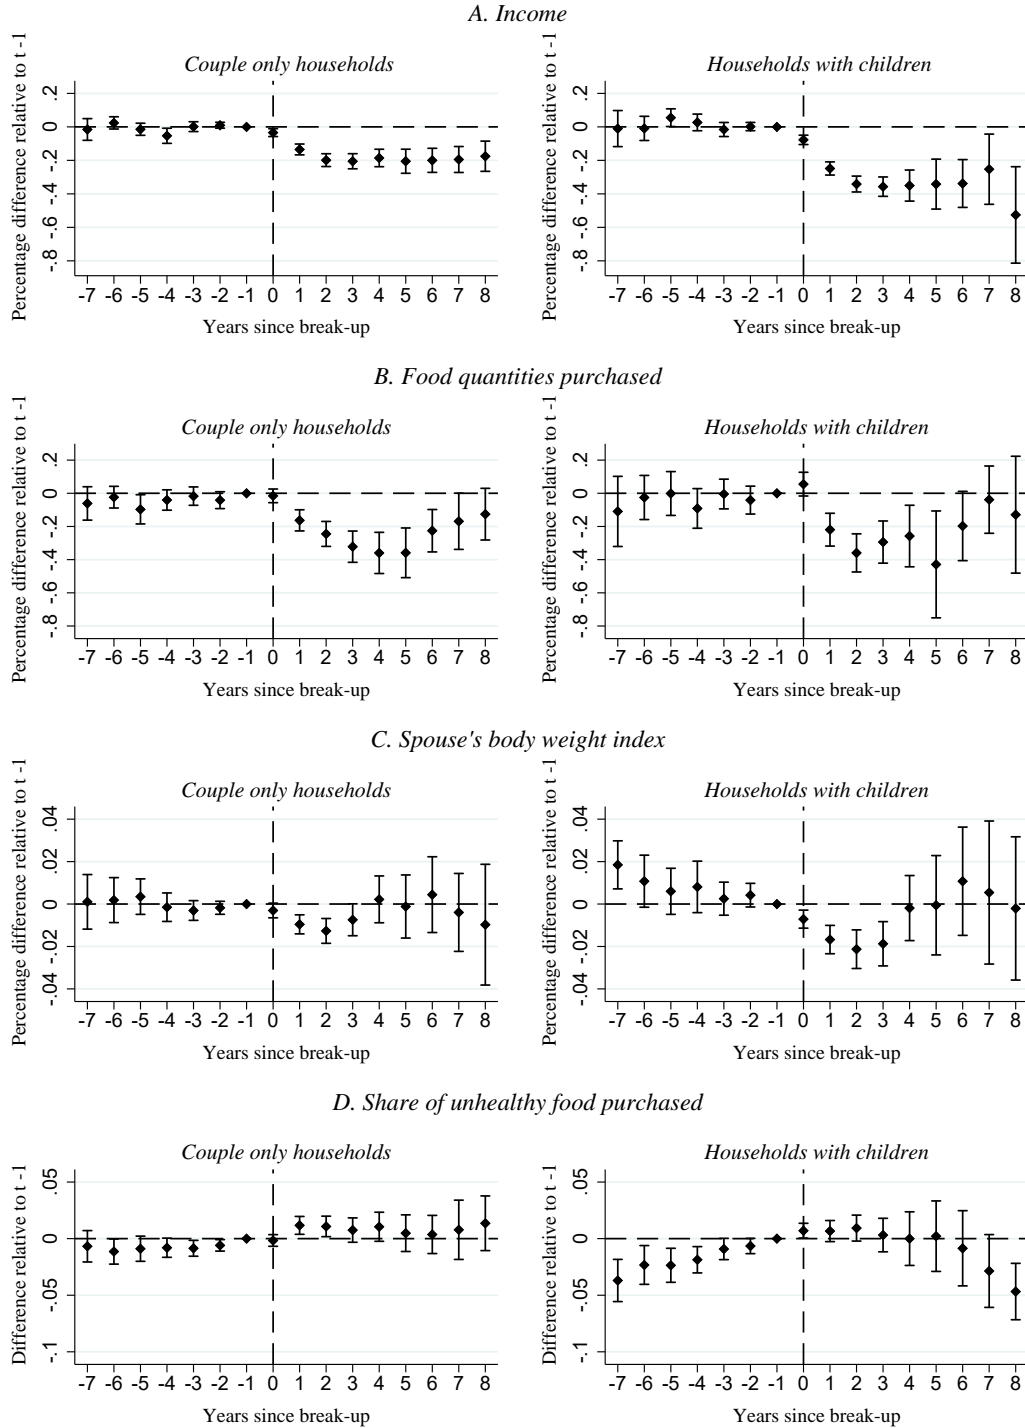 A. Income
Couple only households
Percentage difference relative to t -1
.2
0
-.2
-.4
-.6
-.8
-7 -6 -5 -4 -3 -2 -1 0 1 2 3 4 5 6 7 8
Years since break-up
Households with children
Percentage difference relative to t -1
.2
0
-.2
-.4
-.6
-.8
-7 -6 -5 -4 -3 -2 -1 0 1 2 3 4 5 6 7 8
Years since break-up
B. Food quantities purchased
Couple only households
Percentage difference relative to t -1
.2
0
-.2
-.4
-.6
-.8
-7 -6 -5 -4 -3 -2 -1 0 1 2 3 4 5 6 7 8
Years since break-up
Households with children
Percentage difference relative to t -1
.2
0
-.2
-.4
-.6
-.8
-7 -6 -5 -4 -3 -2 -1 0 1 2 3 4 5 6 7 8
Years since break-up
C. Spouse's body weight index
Couple only households
Percentage difference relative to t -1
.04
.02
0
-.02
-.04
-7 -6 -5 -4 -3 -2 -1 0 1 2 3 4 5 6 7 8
Years since break-up
Households with children
Percentage difference relative to t -1
.04
.02
0
-.02
-.04
-7 -6 -5 -4 -3 -2 -1 0 1 2 3 4 5 6 7 8
Years since break-up
D. Share of unhealthy food purchased
Couple only households
Difference relative to t -1
.05
0
-.05
-.1
-7 -6 -5 -4 -3 -2 -1 0 1 2 3 4 5 6 7 8
Years since break-up
Households with children
Difference relative to t -1
.05
0
-.05
-.1
-7 -6 -5 -4 -3 -2 -1 0 1 2 3 4 5 6 7 8
Years since break-up